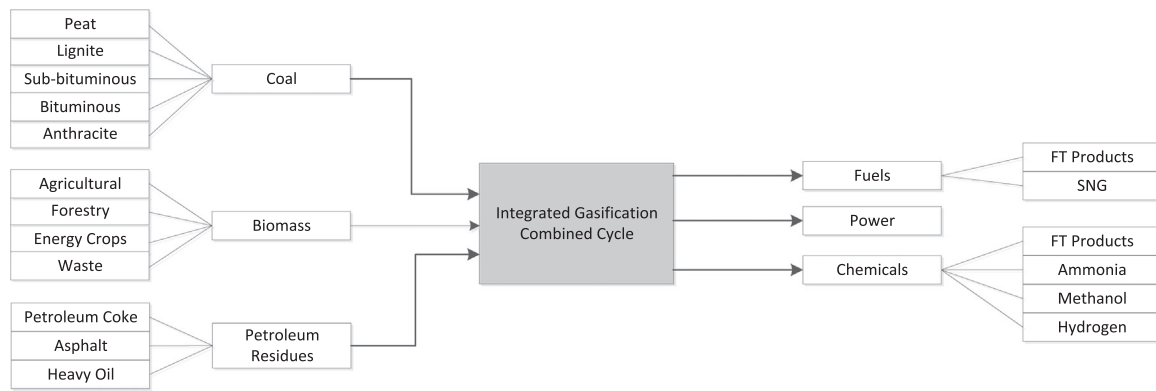 Peat
Lignite
Sub-bituminous
Bituminous
Anthracite
Coal
Agricultural
Forestry
Energy Crops
Waste
Biomass
Petroleum Coke
Asphalt
Heavy Oil
Petroleum
Residues
Integrated Gasification
Combined Cycle
Fuels
FT Products
SNG
Power
Chemicals
FT Products
Ammonia
Methanol
Hydrogen